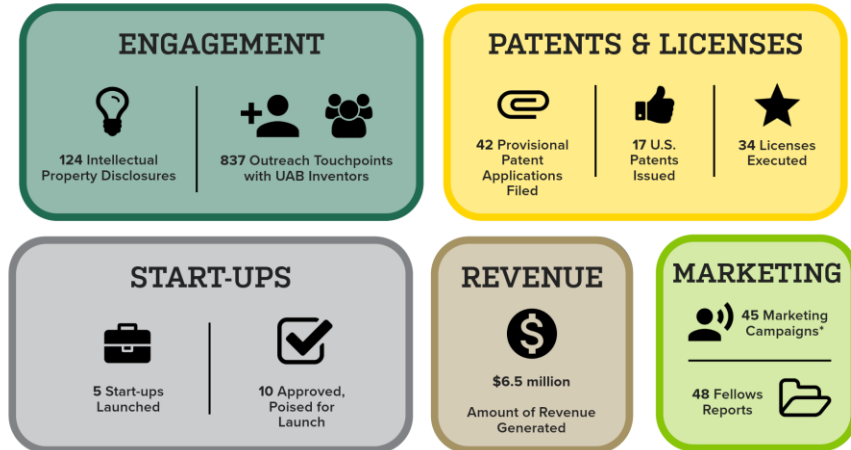 ENGAGEMENT
124 Intellectual
Property Disclosures
837 Outreach Touchpoints
with UAB Inventors
PATENTS & LICENSES
42 Provisional
Patent
Applications
Filed
17 U.S.
Patents
Issued
34 Licenses
Executed
START-UPS
5 Start-ups
Launched
10 Approved,
Poised for
Launch
REVENUE
$
$6.5 million
Amount of Revenue
Generated
MARKETING
45 Marketing
Campaigns*
48 Fellows
Reports